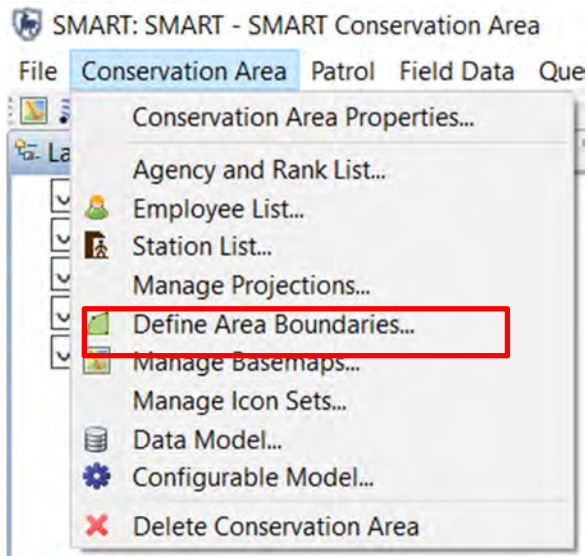 SMART: SMART - SMART Conservation Area
File Conservation Area Patrol Field Data Que
La
Conservation Area Properties...
Agency and Rank List...
Employee List...
Station List...
Manage Projections...
Define Area Boundaries...
Manage Basemaps...
Manage Icon Sets...
Data Model...
Configurable Model...
Delete Conservation Area